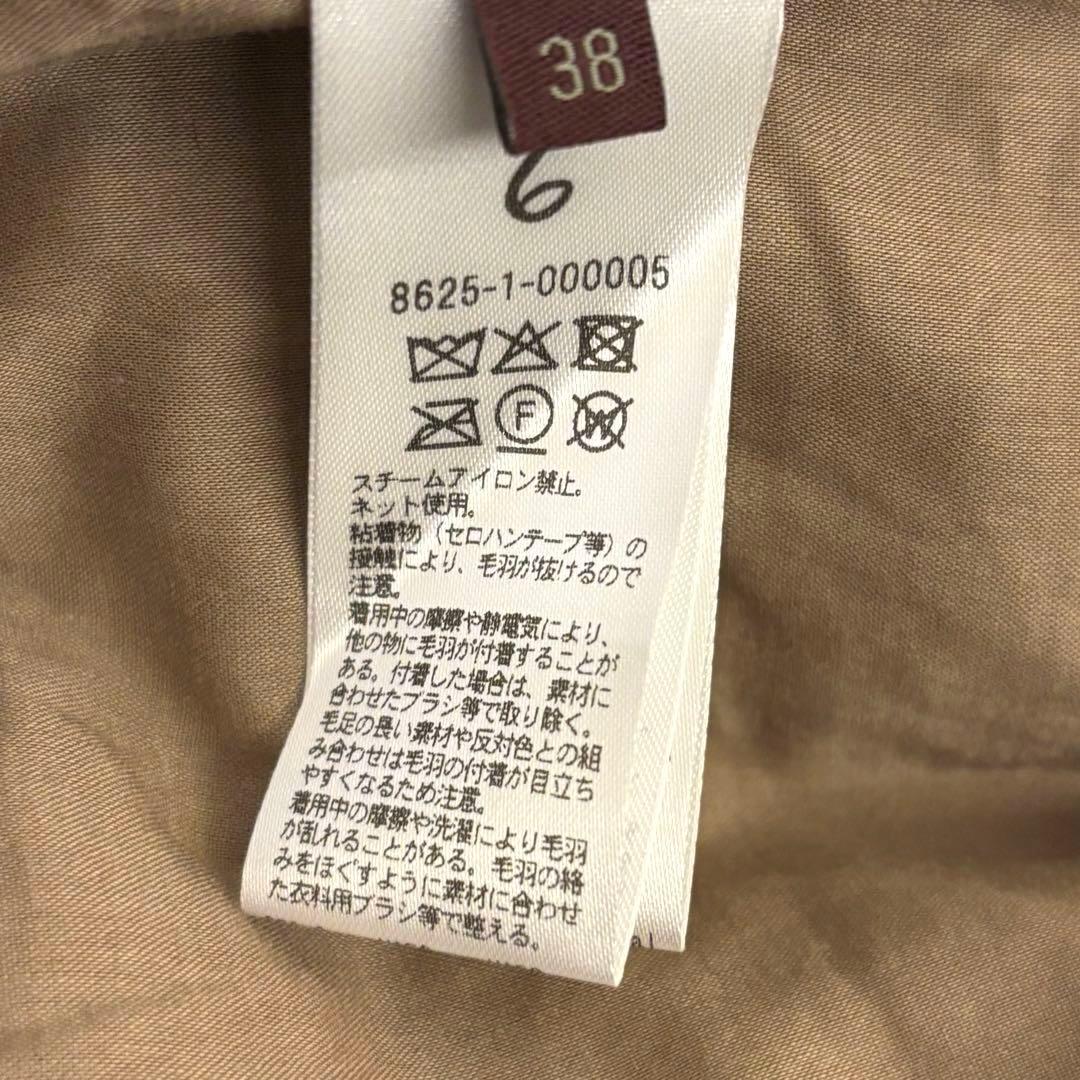 38
6
8625-1-000005
F
W
スチームアイロン禁止。
ネット使用。
粘着物（セロハンテープ等）の
接触により、毛羽が抜けるので
注意。
着用中の摩擦や静電気により、
他の物に毛羽が付着することが
ある。付着した場合は、素材に
合わせたブラシ等で取り除く。
毛足の長い素材や反対色との組
み合わせは毛羽の付着が目立ち
やすくなるため注意。
着用中の摩擦や洗濯により毛羽
が乱れることがある。毛羽の絡
みをほぐすように素材に合わせ
た衣料用ブラシ等で整える。